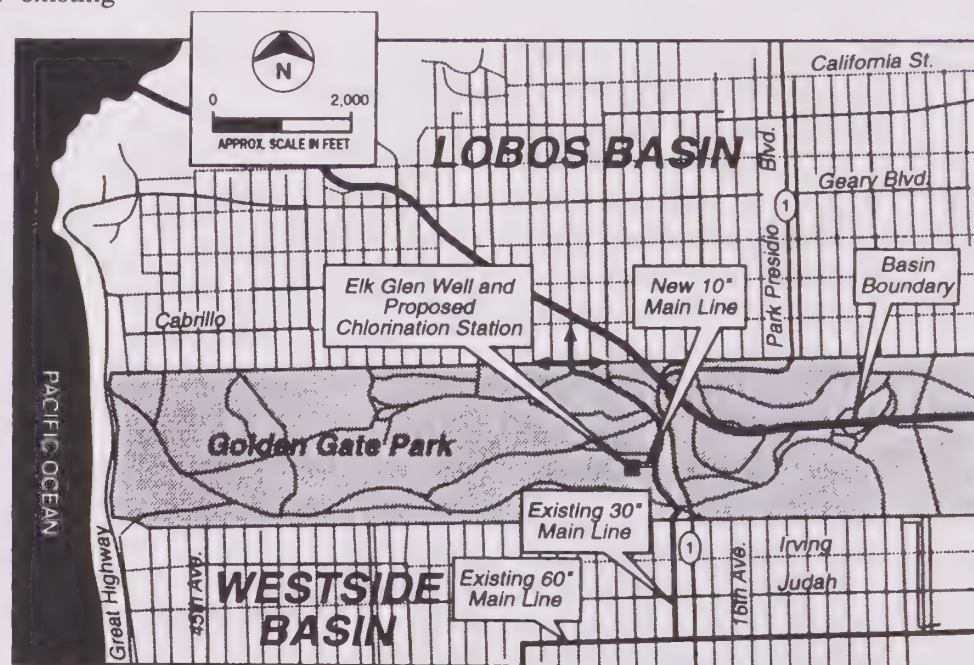 existing
N
0 2,000
APPROX. SCALE IN FEET
California St.
LOBOS BASIN
Park Presidio Blvd.
Geary Blvd.
1
Elk Glen Well and
Proposed
Chlorination Station
New 10"
Main Line
Basin
Boundary
Cabrillo
PACIFIC OCEAN
Golden Gate Park
Existing 30"
Main Line
Great Highway
45th Ave.
WESTSIDE
BASIN
Existing 60"
Main Line
1
16th Ave.
Irving
Judah